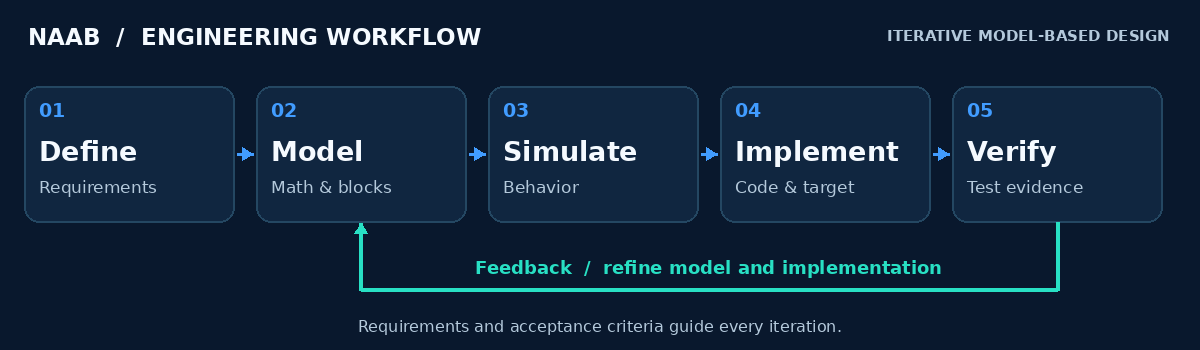 NAAB / ENGINEERING WORKFLOW
ITERATIVE MODEL-BASED DESIGN
01
Define
Requirements
02
Model
Math & blocks
03
Simulate
Behavior
04
Implement
Code & target
05
Verify
Test evidence
Feedback / refine model and implementation
Requirements and acceptance criteria guide every iteration.